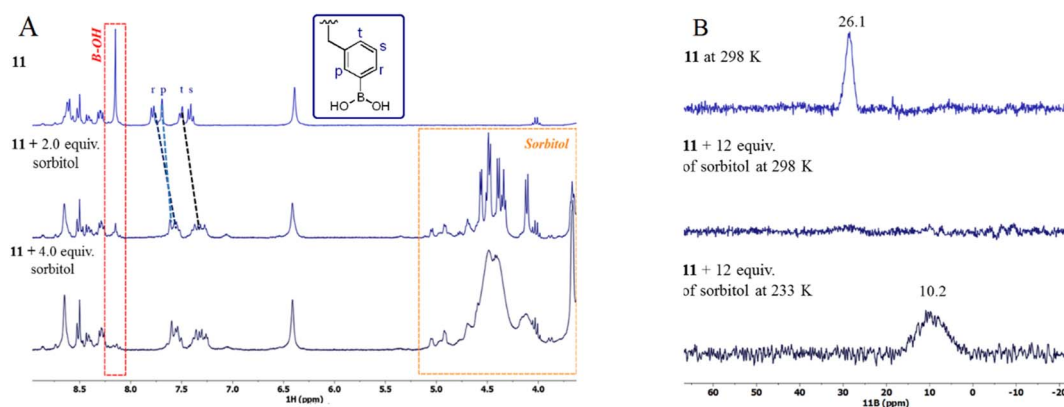 A
B-OH
11
r p t s
t
s
p
r
B
HO OH
11 + 2.0 equiv.
sorbitol
Sorbitol
11 + 4.0 equiv.
sorbitol
8.5 8.0 7.5 7.0 6.5 6.0 5.5 5.0 4.5 4.0
1H (ppm)
B
26.1
11 at 298 K
11 + 12 equiv.
of sorbitol at 298 K
11 + 12 equiv.
of sorbitol at 233 K
10.2
60 50 40 30 20 10 0 -10 -20
11B (ppm)